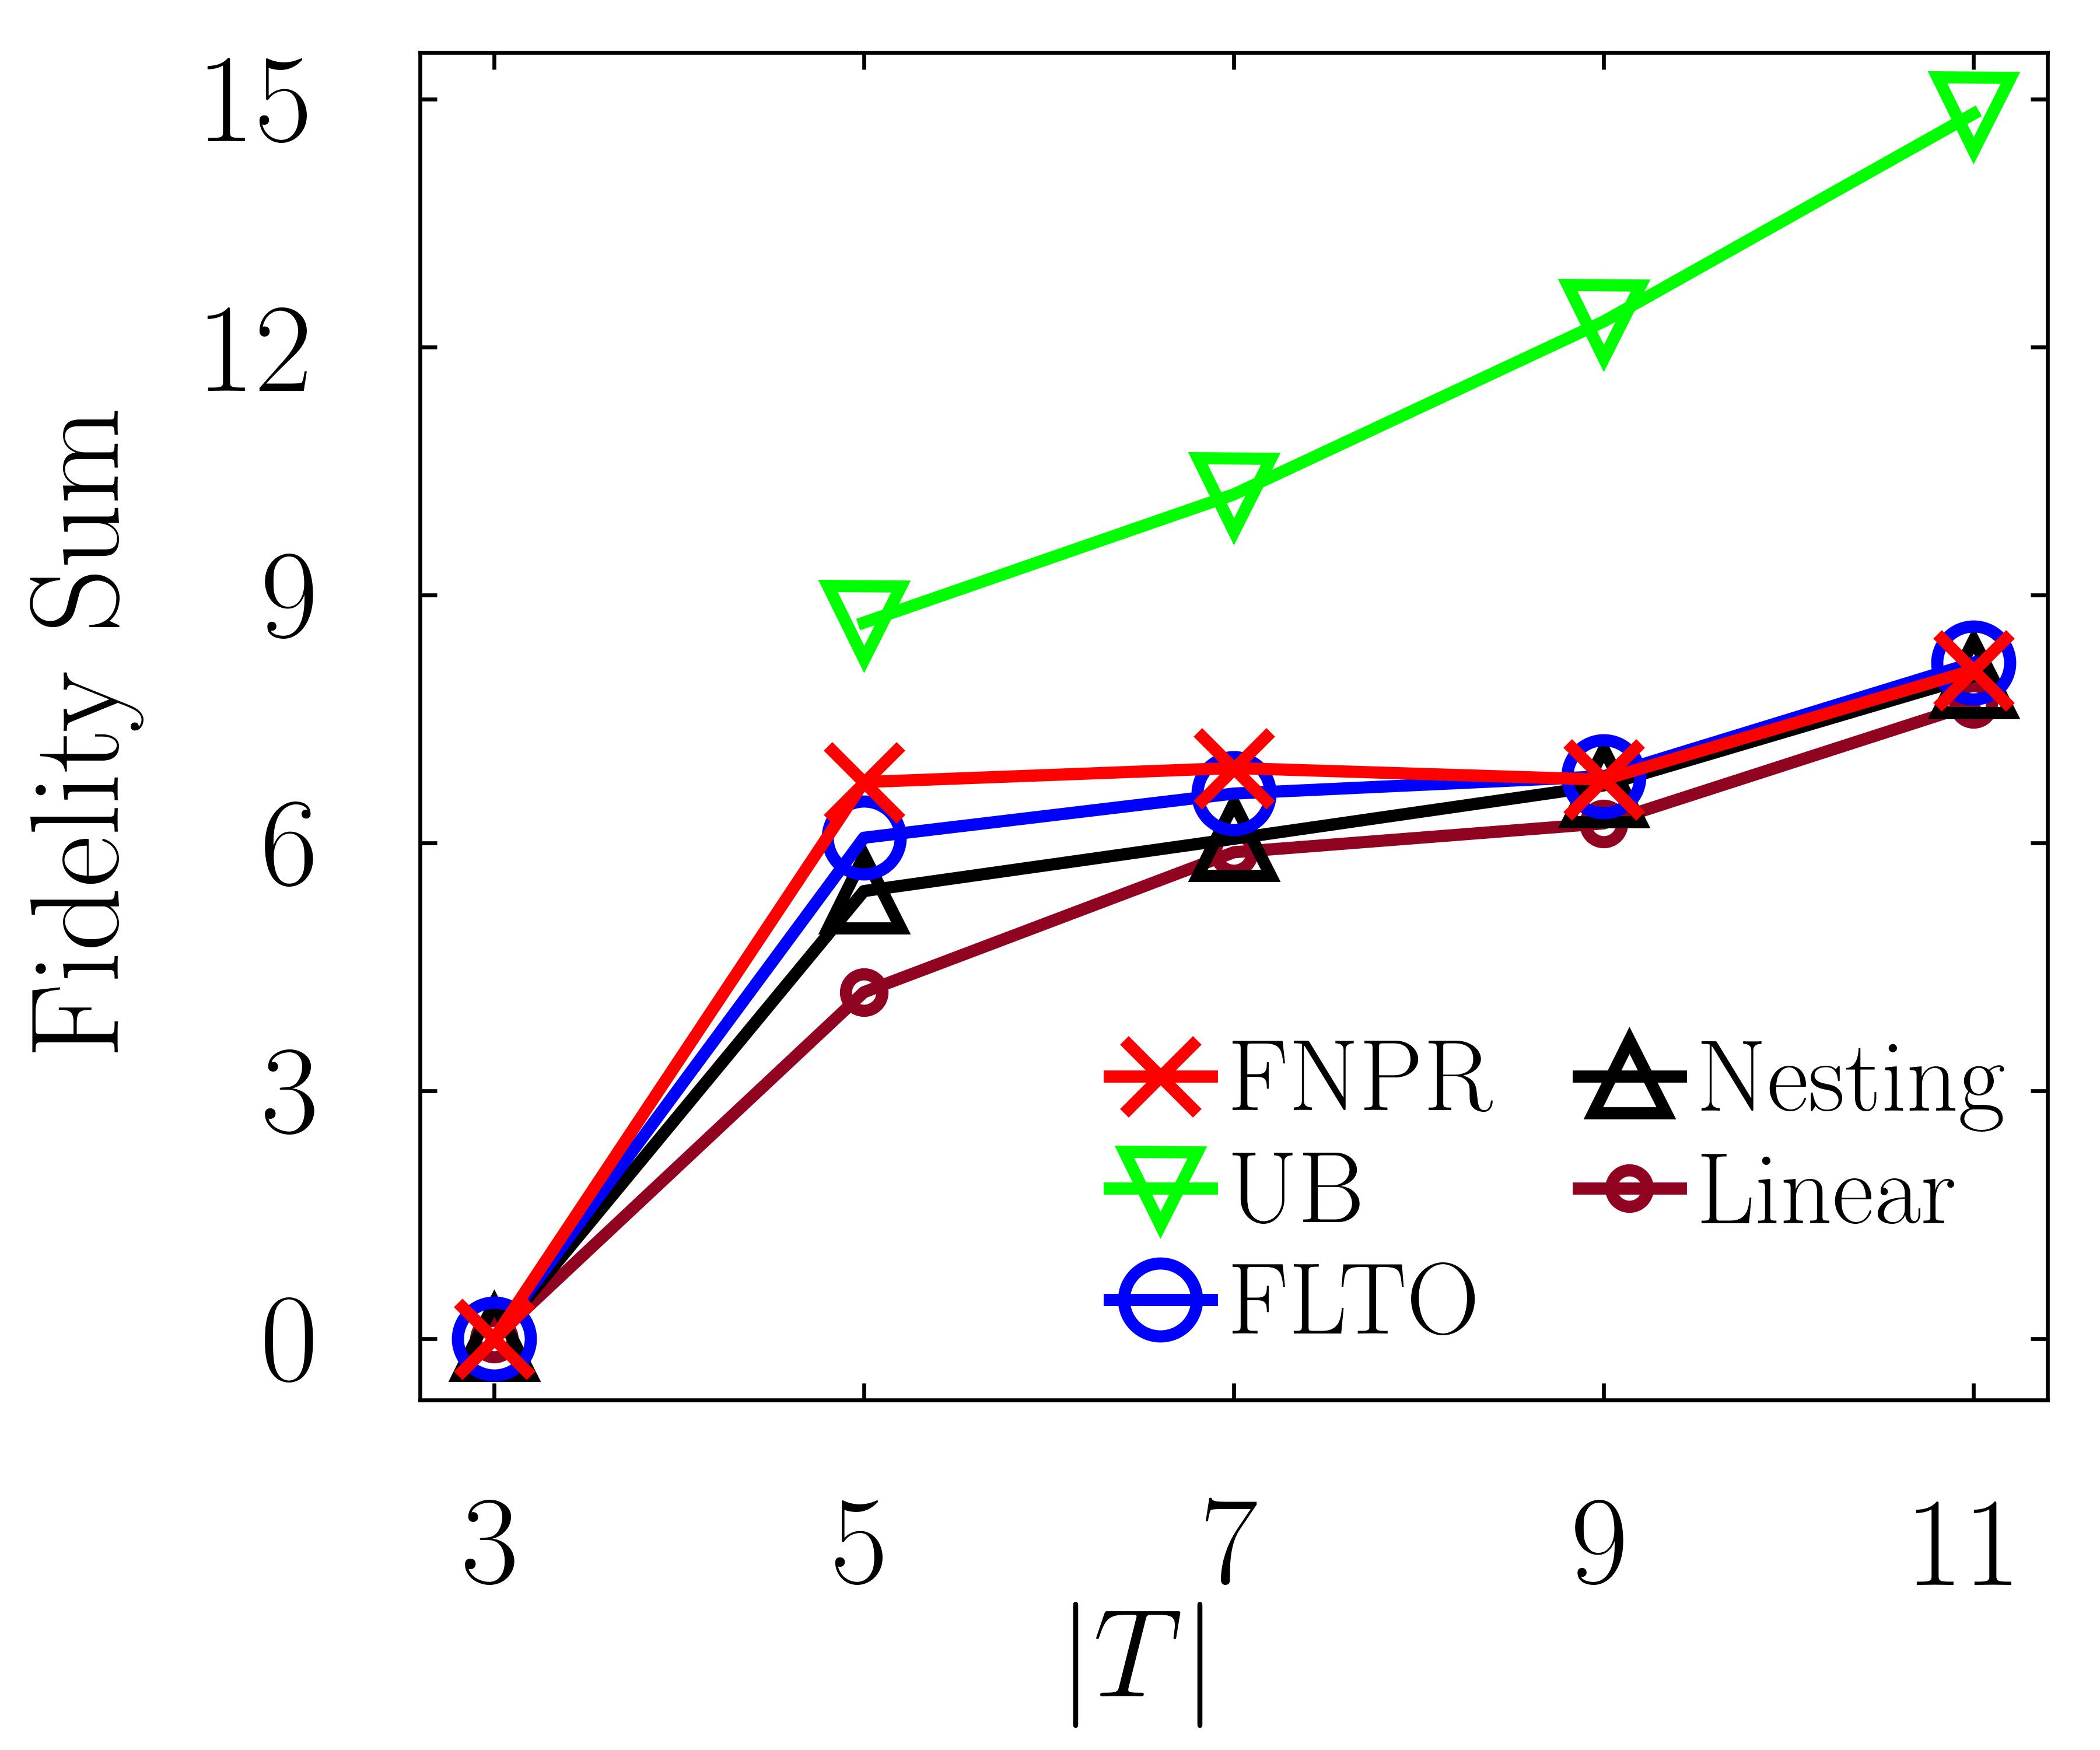 Fidelity Sum
15
12
9
6
3
0
FNPR
UB
FLTO
Nesting
Linear
3 5 7 9 11
|T|